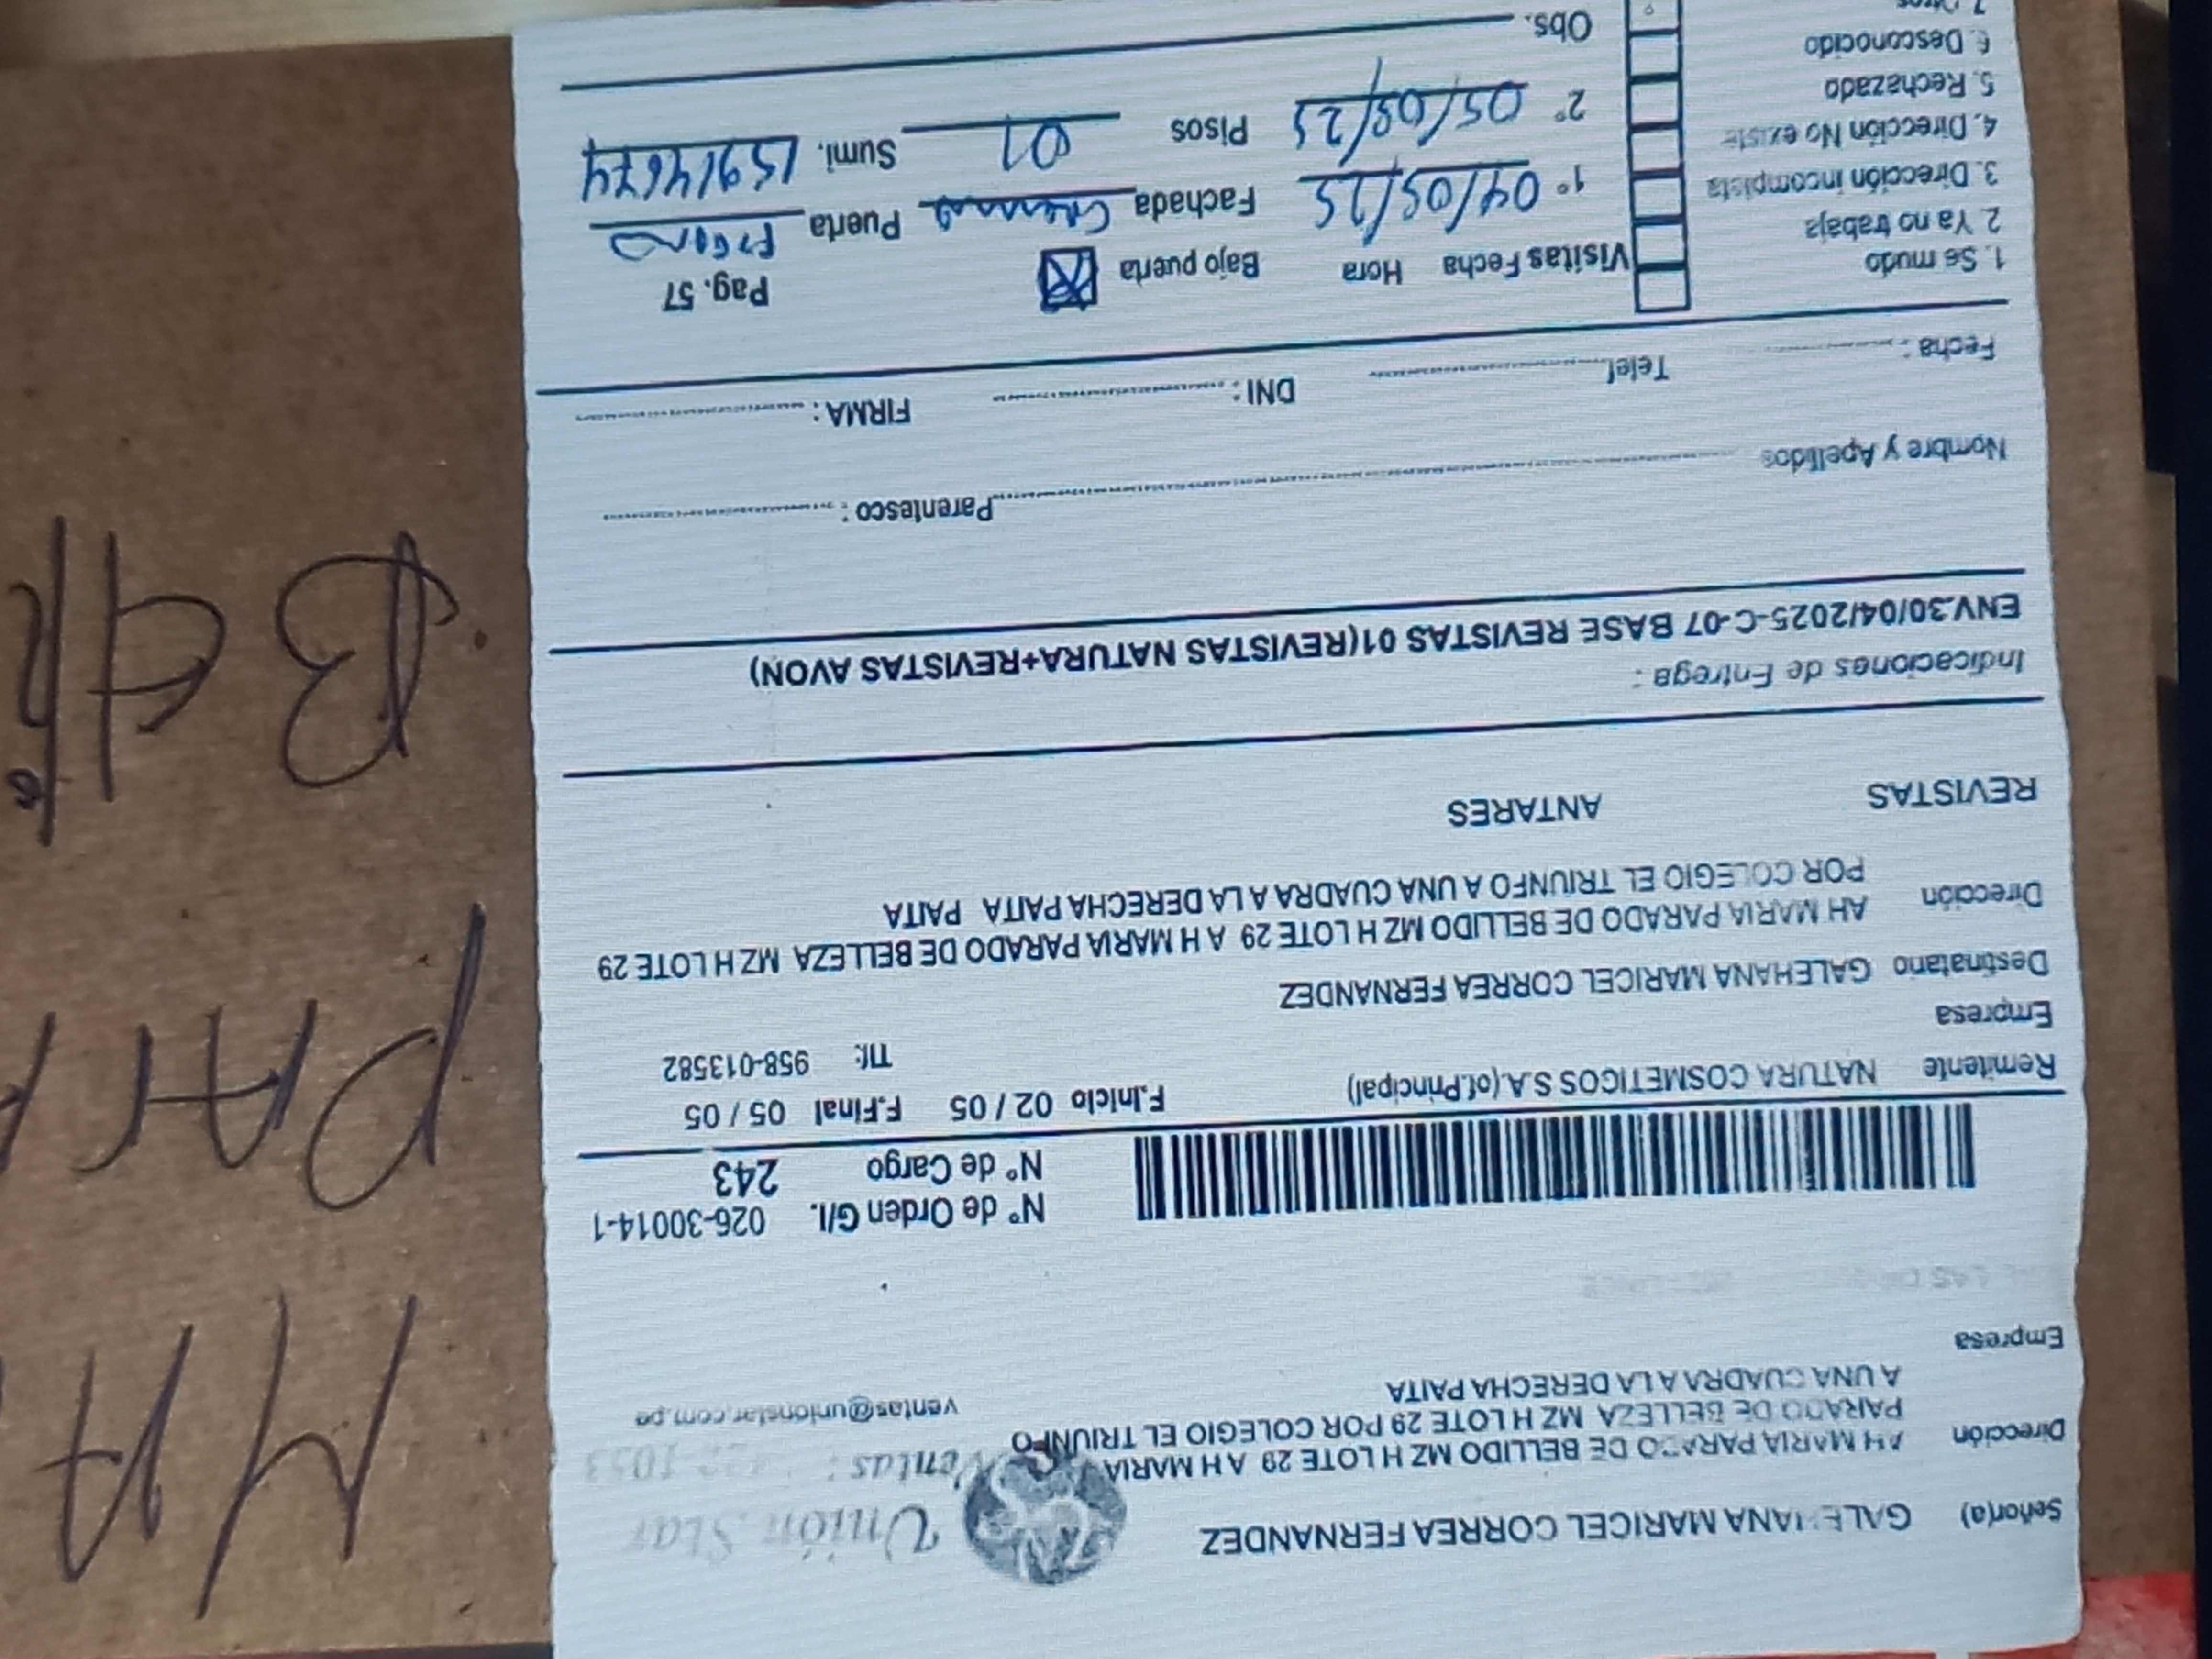 Señor(a) GALEHANA MARICEL CORREA FERNANDEZ
Unión Star
Ventas : 1033
ventas@unionstar.com.pe
Dirección AH MARIA PARADO DE BELLIDO MZ H LOTE 29 A H MARIA
PARADO DE BELLEZA MZ H LOTE 29 POR COLEGIO EL TRIUNFO
A UNA CUADRA A LA DERECHA PAITA
Empresa
N° de Orden G/I. 026-30014-1
N° de Cargo 243
F.Inicio 02 / 05 F.Final 05 / 05
Remitente NATURA COSMETICOS S.A.(of.Principal) Tlf: 958-013582
Empresa
Destinatario GALEHANA MARICEL CORREA FERNANDEZ
Dirección AH MARIA PARADO DE BELLIDO MZ H LOTE 29 A H MARIA PARADO DE BELLEZA MZ H LOTE 29
POR COLEGIO EL TRIUNFO A UNA CUADRA A LA DERECHA PAITA PAITA
REVISTAS ANTARES
Indicaciones de Entrega :
ENV.30/04/2025-C-07 BASE REVISTAS 01(REVISTAS NATURA+REVISTAS AVON)
Nombre y Apellidos Parentesco :
Fecha : Telef DNI : FIRMA :
1. Se mudo
2. Ya no trabaja
3. Dirección incompleta
4. Dirección No existe
5. Rechazado
6. Desconocido
7. Otros
Visitas Fecha Hora Bajo puerta Pag. 57
1° 04/05/25 Fachada Puerta
2° 05/05/25 Pisos 01 Sumi. 15914674
Obs.
MA
PAr
B